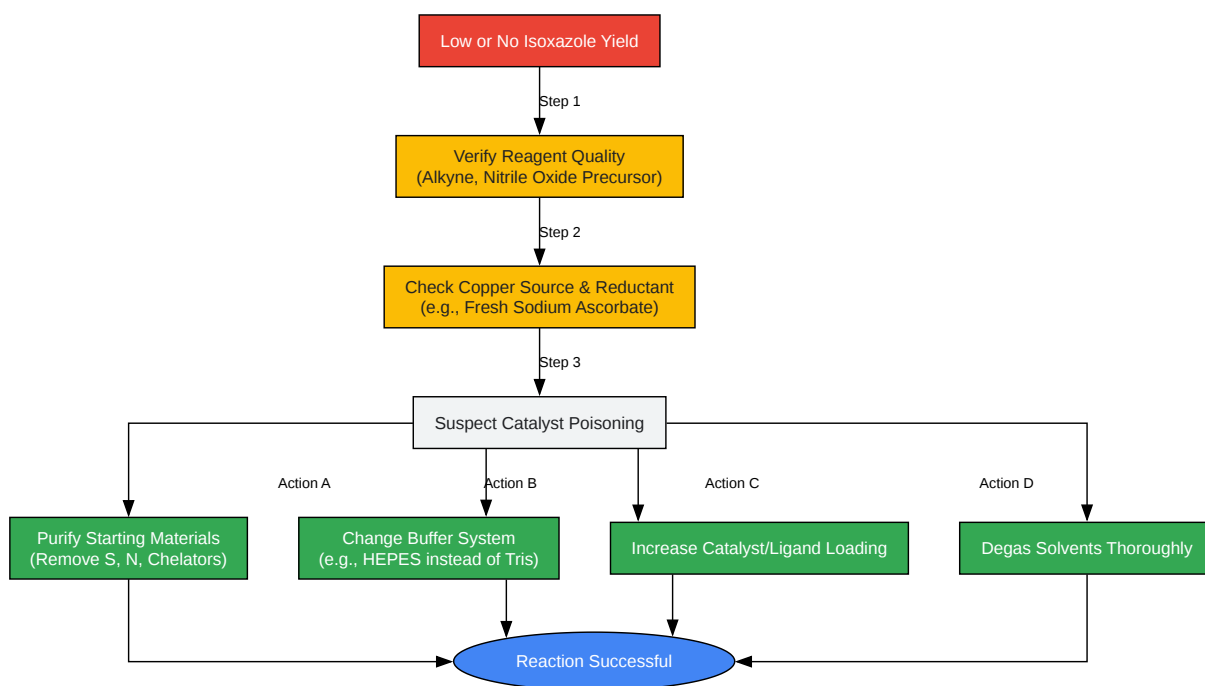 Low or No Isoxazole Yield
Step 1
Verify Reagent Quality
(Alkyne, Nitrile Oxide Precursor)
Step 2
Check Copper Source & Reductant
(e.g., Fresh Sodium Ascorbate)
Step 3
Suspect Catalyst Poisoning
Action A
Action B
Action C
Action D
Purify Starting Materials
(Remove S, N, Chelators)
Change Buffer System
(e.g., HEPES instead of Tris)
Increase Catalyst/Ligand Loading
Degas Solvents Thoroughly
Reaction Successful